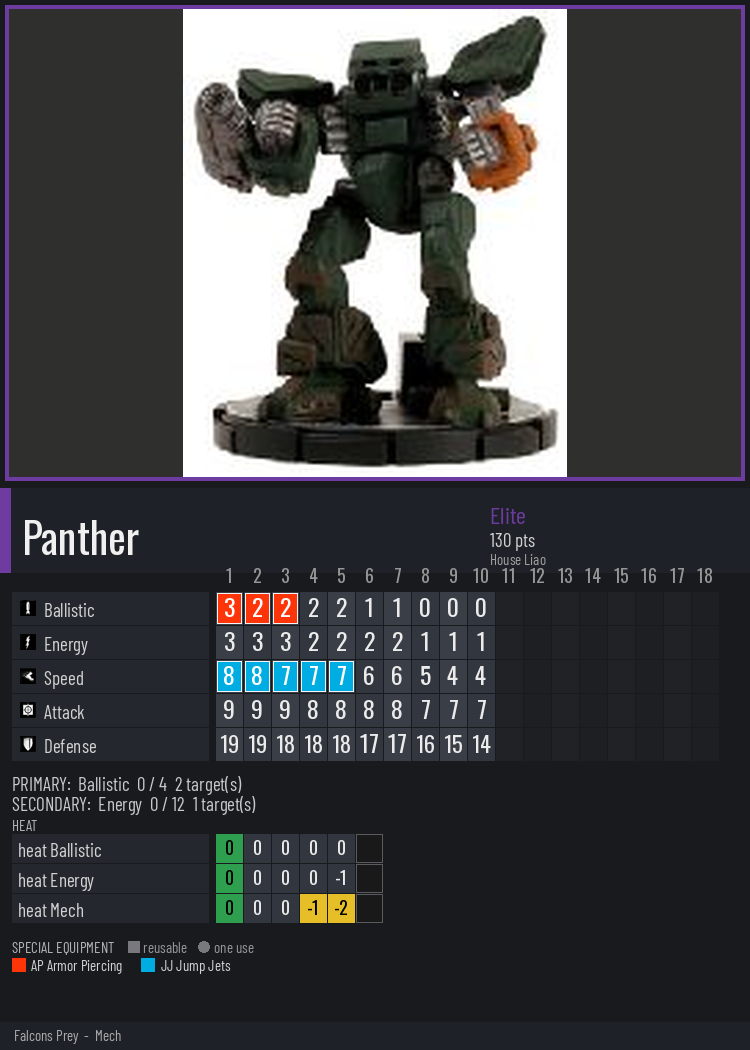 Panther
Elite
130 pts
House Liao
1 2 3 4 5 6 7 8 9 10 11 12 13 14 15 16 17 18
Ballistic 3 2 2 2 2 1 1 0 0 0
Energy 3 3 3 2 2 2 2 1 1 1
Speed 8 8 7 7 7 6 6 5 4 4
Attack 9 9 9 8 8 8 8 7 7 7
Defense 19 19 18 18 18 17 17 16 15 14
PRIMARY: Ballistic 0 / 4 2 target(s)
SECONDARY: Energy 0 / 12 1 target(s)
HEAT
heat Ballistic 0 0 0 0 0
heat Energy 0 0 0 0 -1
heat Mech 0 0 0 -1 -2
SPECIAL EQUIPMENT reusable one use
AP Armor Piercing JJ Jump Jets
Falcons Prey - Mech